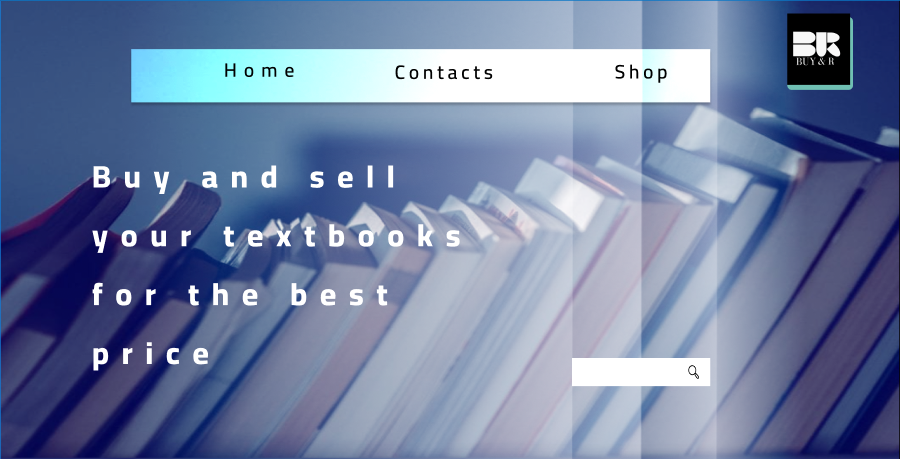 BR
BUY & R
Home Contacts Shop
Buy and sell
your textbooks
for the best
price